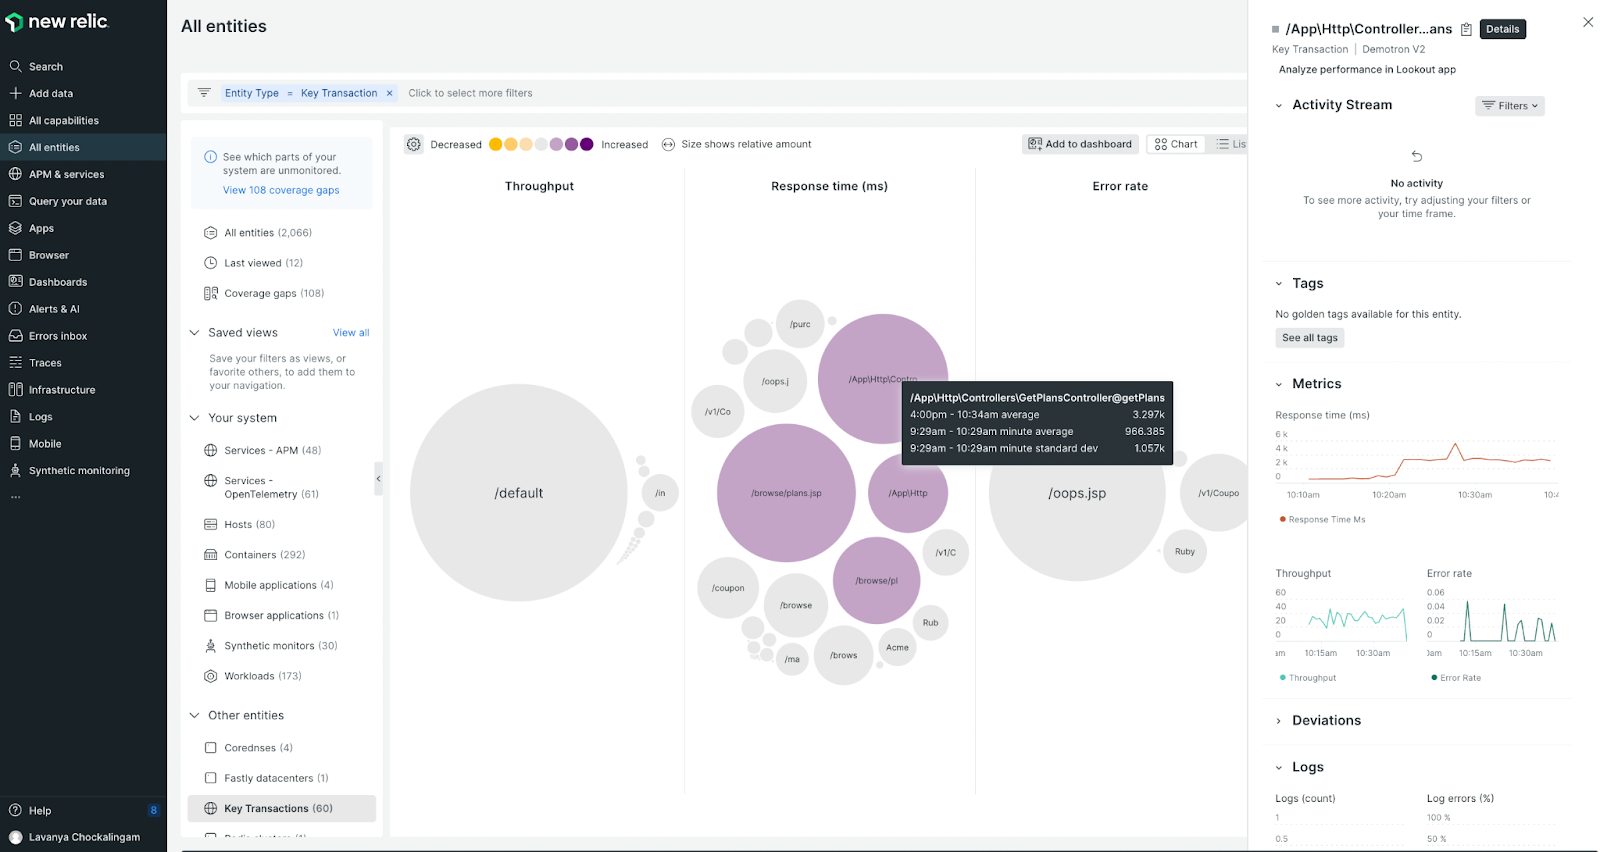 new relic.
Search
Add data
All capabilities
All entities
APM & services
Query your data
Apps
Browser
Dashboards
Alerts & AI
Errors inbox
Traces
Infrastructure
Logs
Mobile
Synthetic monitoring
...
Help 8
Lavanya Chockalingam
All entities
Entity Type = Key Transaction × Click to select more filters
See which parts of your
system are unmonitored.
View 108 coverage gaps
All entities (2,066)
Last viewed (12)
Coverage gaps (108)
Saved views View all
Save your filters as views, or
favorite others, to add them to
your navigation.
Your system
Services - APM (48)
Services -
OpenTelemetry (61)
Hosts (80)
Containers (292)
Mobile applications (4)
Browser applications (1)
Synthetic monitors (30)
Workloads (173)
Other entities
Corednses (4)
Fastly datacenters (1)
Key Transactions (60)
Decreased Increased Size shows relative amount
Add to dashboard Chart Lis
Throughput Response time (ms) Error rate
/default
/in
/purc
/oops.j
/App\Http\Contro
/v1/Co
/browse/plans.jsp
/App\Http
/v1/C
/browse/pl
/coupon
/browse
Rub
Acme
/brows
/ma
/oops.jsp
/v1/Coupo
Ruby
/App\Http\Controllers\GetPlansController@getPlans
4:00pm - 10:34am average 3.297k
9:29am - 10:29am minute average 966.385
9:29am - 10:29am minute standard dev 1.057k
/App\Http\Controller...ans Details
Key Transaction | Demotron V2
Analyze performance in Lookout app
Activity Stream Filters
No activity
To see more activity, try adjusting your filters or
your time frame.
Tags
No golden tags available for this entity.
See all tags
Metrics
Response time (ms)
6 k
4 k
2 k
0
10:10am 10:20am 10:30am 10:4
Response Time Ms
Throughput
60
40
20
0
am 10:15am 10:30am
Throughput
Error rate
0.06
0.04
0.02
0
am 10:15am 10:30am
Error Rate
Deviations
Logs
Logs (count)
1
0.5
Log errors (%)
100 %
50 %